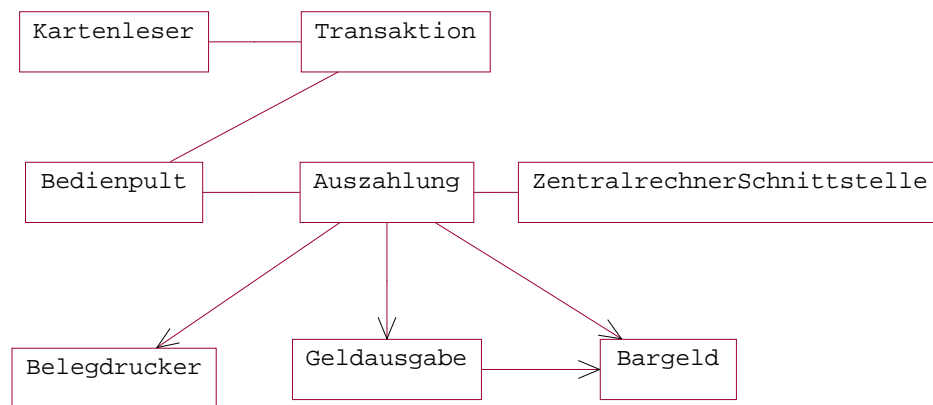 Kartenleser
Transaktion
Bedienpult
Auszahlung
ZentralrechnerSchnittstelle
Belegdrucker
Geldausgabe
Bargeld